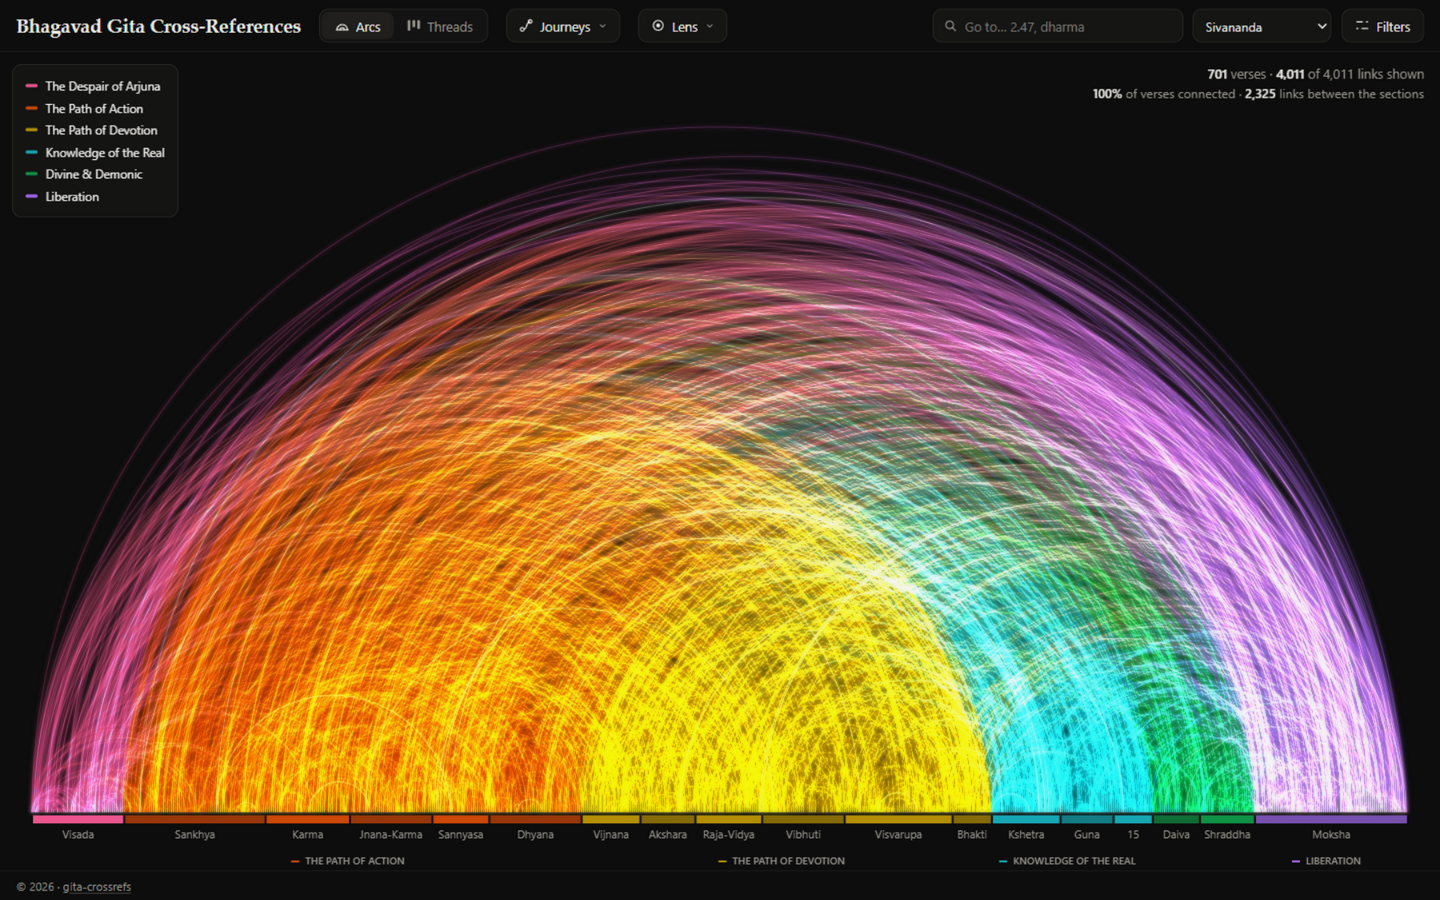 Bhagavad Gita Cross-References
Arcs
Threads
Journeys
Lens
Go to... 2.47, dharma
Sivananda
Filters
The Despair of Arjuna
The Path of Action
The Path of Devotion
Knowledge of the Real
Divine & Demonic
Liberation
701 verses · 4,011 of 4,011 links shown
100% of verses connected · 2,325 links between the sections
Visada Sankhya Karma Jnana-Karma Sannyasa Dhyana Vijnana Akshara Raja-Vidya Vibhuti Visvarupa Bhakti Kshetra Guna 15 Daiva Shraddha Moksha
THE PATH OF ACTION THE PATH OF DEVOTION KNOWLEDGE OF THE REAL LIBERATION
© 2026 · gita-crossrefs